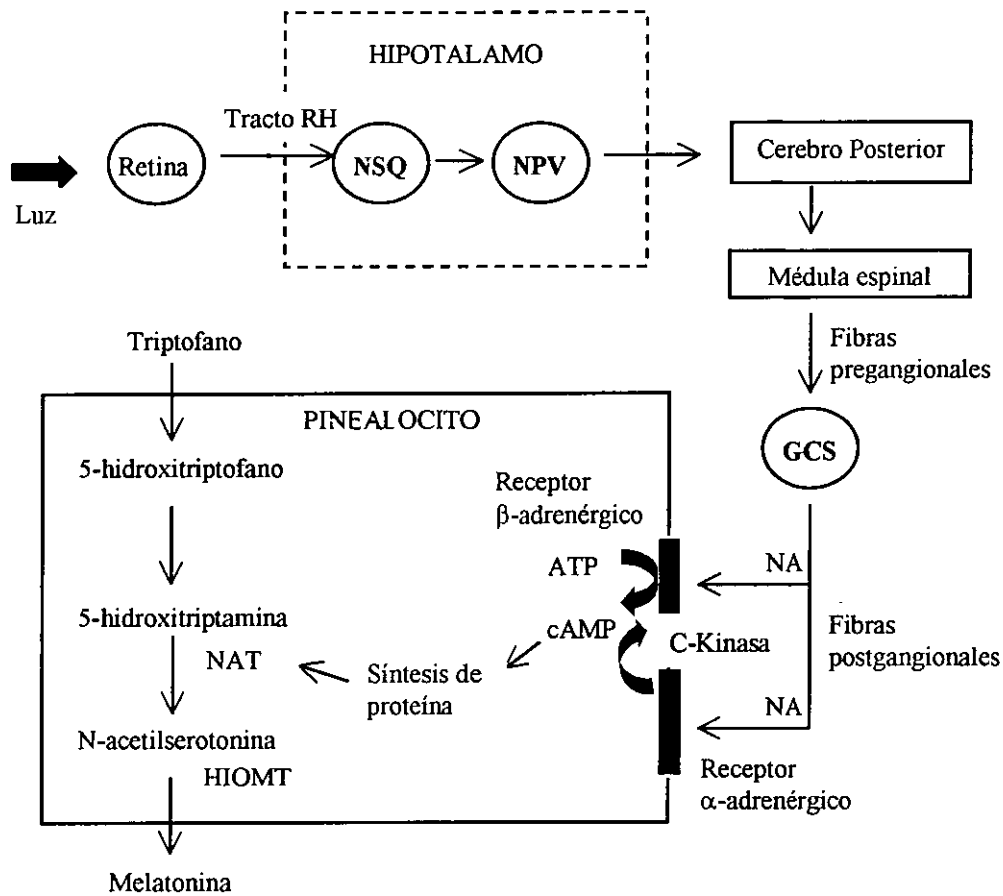 HIPOTALAMO
Tracto RH
Luz
Retina
NSQ
NPV
Cerebro Posterior
Médula espinal
Fibras
pregangionales
GCS
NA
Fibras
postgangionales
NA
Triptofano
PINEALOCITO
5-hidroxitriptofano
Receptor
β-adrenérgico
ATP
cAMP
C-Kinasa
5-hidroxitriptamina
NAT
Síntesis de
proteína
N-acetilserotonina
HIOMT
Receptor
α-adrenérgico
Melatonina